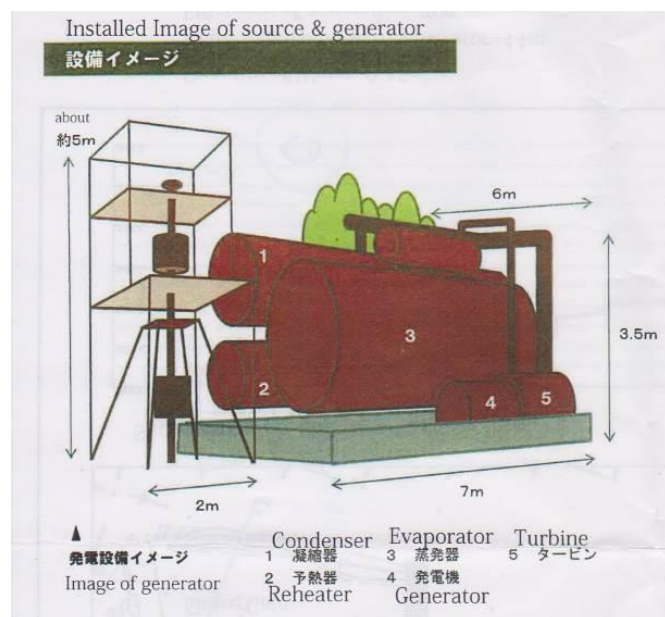 Installed Image of source & generator
設備イメージ
about
約5m
6m
1
3
3.5m
2
4
5
2m
7m
▲
発電設備イメージ
Image of generator
Condenser Evaporator Turbine
1 凝縮器 3 蒸発器 5 タービン
2 予熱器 4 発電機
Reheater Generator